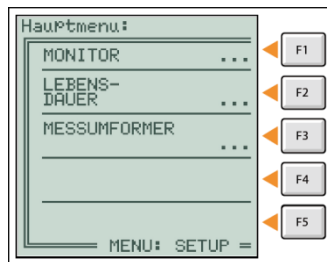 Hauptmenu:
MONITOR ...
LEBENS-
DAUER ...
MESSUMFORMER
...
MENU: SETUP =
F1
F2
F3
F4
F5